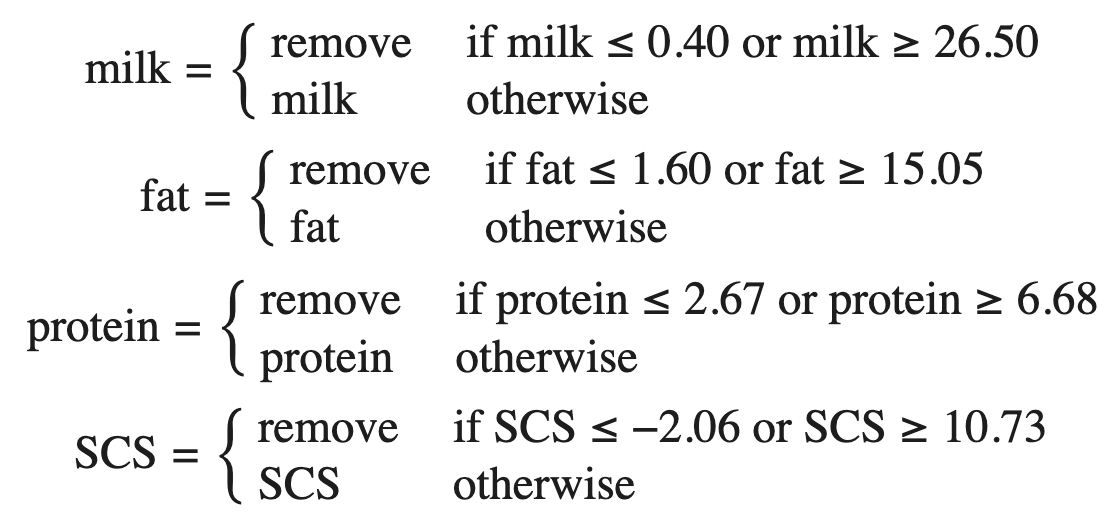 milk = { remove if milk ≤ 0.40 or milk ≥ 26.50
milk otherwise
fat = { remove if fat ≤ 1.60 or fat ≥ 15.05
fat otherwise
protein = { remove if protein ≤ 2.67 or protein ≥ 6.68
protein otherwise
SCS = { remove if SCS ≤ −2.06 or SCS ≥ 10.73
SCS otherwise